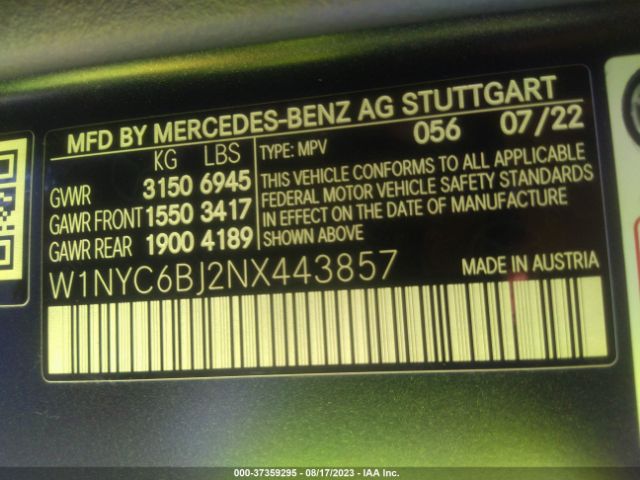 MFD BY MERCEDES-BENZ AG STUTTGART
056 07/22
KG LBS
GVWR 3150 6945
GAWR FRONT 1550 3417
GAWR REAR 1900 4189
TYPE: MPV
THIS VEHICLE CONFORMS TO ALL APPLICABLE
FEDERAL MOTOR VEHICLE SAFETY STANDARDS
IN EFFECT ON THE DATE OF MANUFACTURE
SHOWN ABOVE
W1NYC6BJ2NX443857
MADE IN AUSTRIA
000-37359295 - 08/17/2023 - IAA Inc.